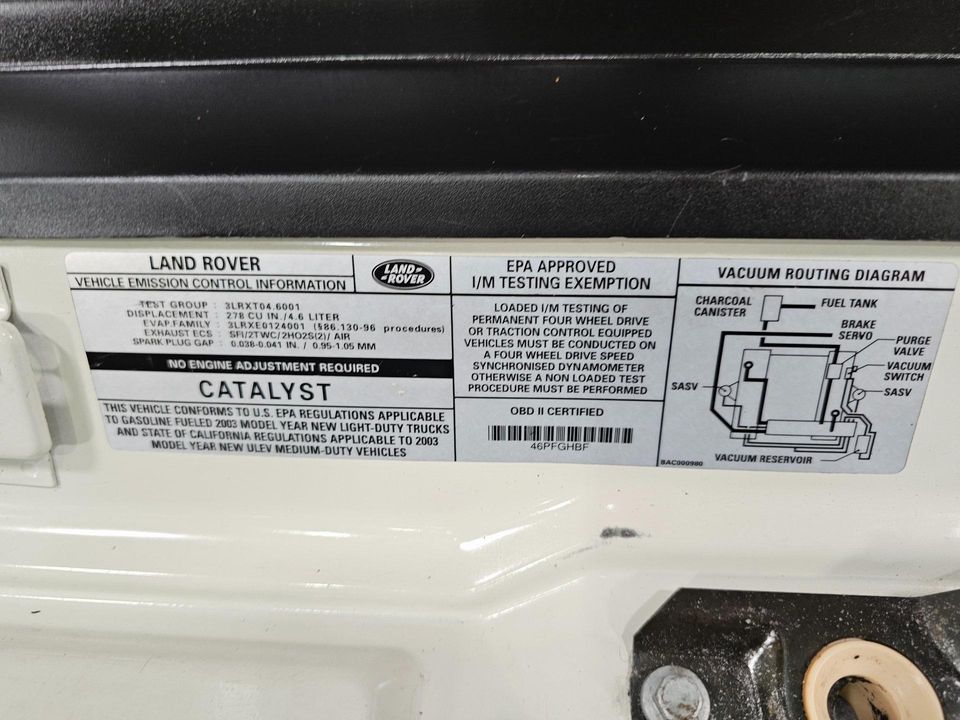 LAND ROVER
VEHICLE EMISSION CONTROL INFORMATION
LAND
ROVER
TEST GROUP : 3LRXT04.6001
DISPLACEMENT : 278 CU IN./4.6 LITER
EVAP.FAMILY : 3LRXE0124001 (§86.130-96 procedures)
EXHAUST ECS : SFI/2TWC/2HO2S(2)/ AIR
SPARK PLUG GAP : 0.038-0.041 IN. / 0.95-1.05 MM
NO ENGINE ADJUSTMENT REQUIRED
CATALYST
THIS VEHICLE CONFORMS TO U.S. EPA REGULATIONS APPLICABLE
TO GASOLINE FUELED 2003 MODEL YEAR NEW LIGHT-DUTY TRUCKS
AND STATE OF CALIFORNIA REGULATIONS APPLICABLE TO 2003
MODEL YEAR NEW ULEV MEDIUM-DUTY VEHICLES
EPA APPROVED
I/M TESTING EXEMPTION
LOADED I/M TESTING OF
PERMANENT FOUR WHEEL DRIVE
OR TRACTION CONTROL EQUIPPED
VEHICLES MUST BE CONDUCTED ON
A FOUR WHEEL DRIVE SPEED
SYNCHRONISED DYNAMOMETER
OTHERWISE A NON LOADED TEST
PROCEDURE MUST BE PERFORMED
OBD II CERTIFIED
46PFGHBF
VACUUM ROUTING DIAGRAM
CHARCOAL
CANISTER
FUEL TANK
BRAKE
SERVO
PURGE
VALVE
VACUUM
SWITCH
SASV
SASV
VACUUM RESERVOIR
BAC000980